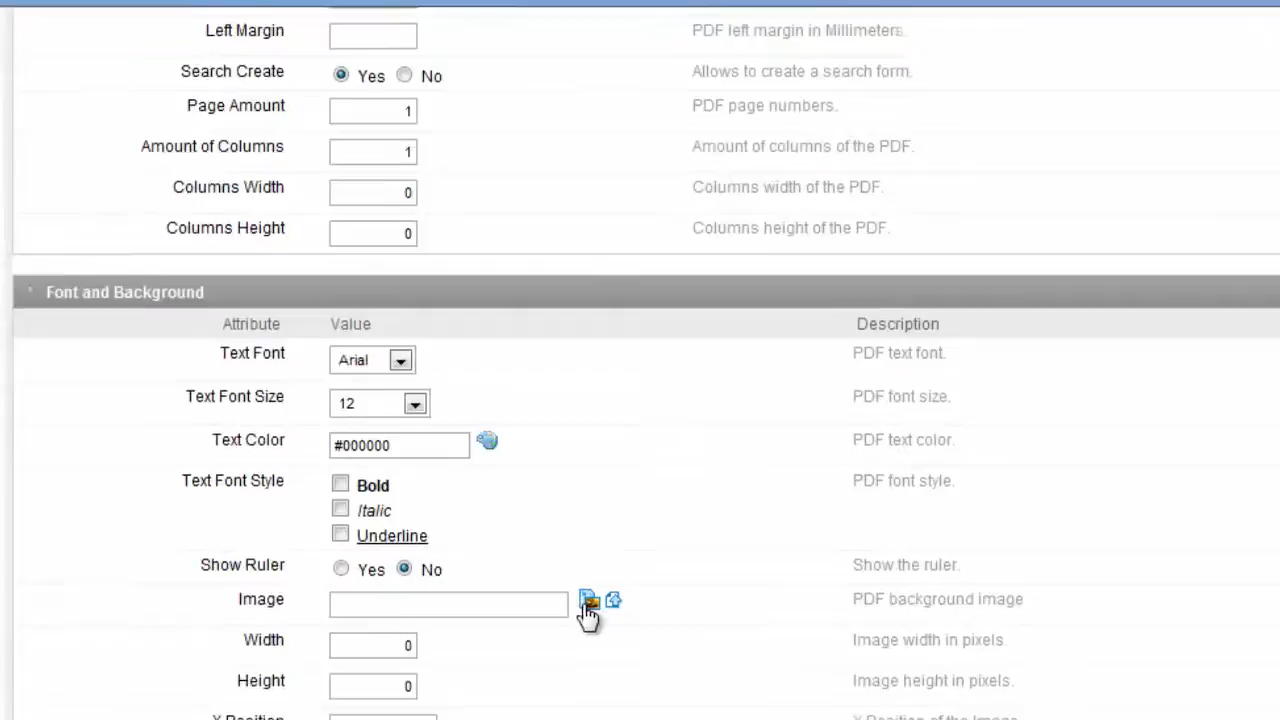 Left Margin PDF left margin in Millimeters.
Search Create Yes No Allows to create a search form.
Page Amount 1 PDF page numbers.
Amount of Columns 1 Amount of columns of the PDF.
Columns Width 0 Columns width of the PDF.
Columns Height 0 Columns height of the PDF.
Font and Background
Attribute Value Description
Text Font Arial PDF text font.
Text Font Size 12 PDF font size.
Text Color #000000 PDF text color.
Text Font Style Bold PDF font style.
Italic
Underline
Show Ruler Yes No Show the ruler.
Image PDF background image
Width 0 Image width in pixels.
Height 0 Image height in pixels.
X Position X Position of the Image